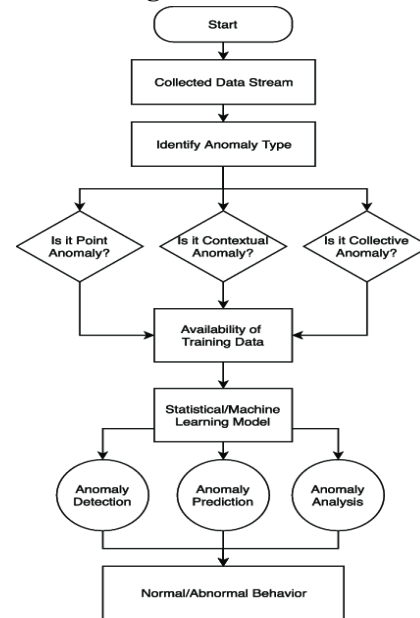 Start
Collected Data Stream
Identify Anomaly Type
Is it Point
Anomaly?
Is it Contextual
Anomaly?
Is it Collective
Anomaly?
Availability of
Training Data
Statistical/Machine
Learning Model
Anomaly
Detection
Anomaly
Prediction
Anomaly
Analysis
Normal/Abnormal Behavior